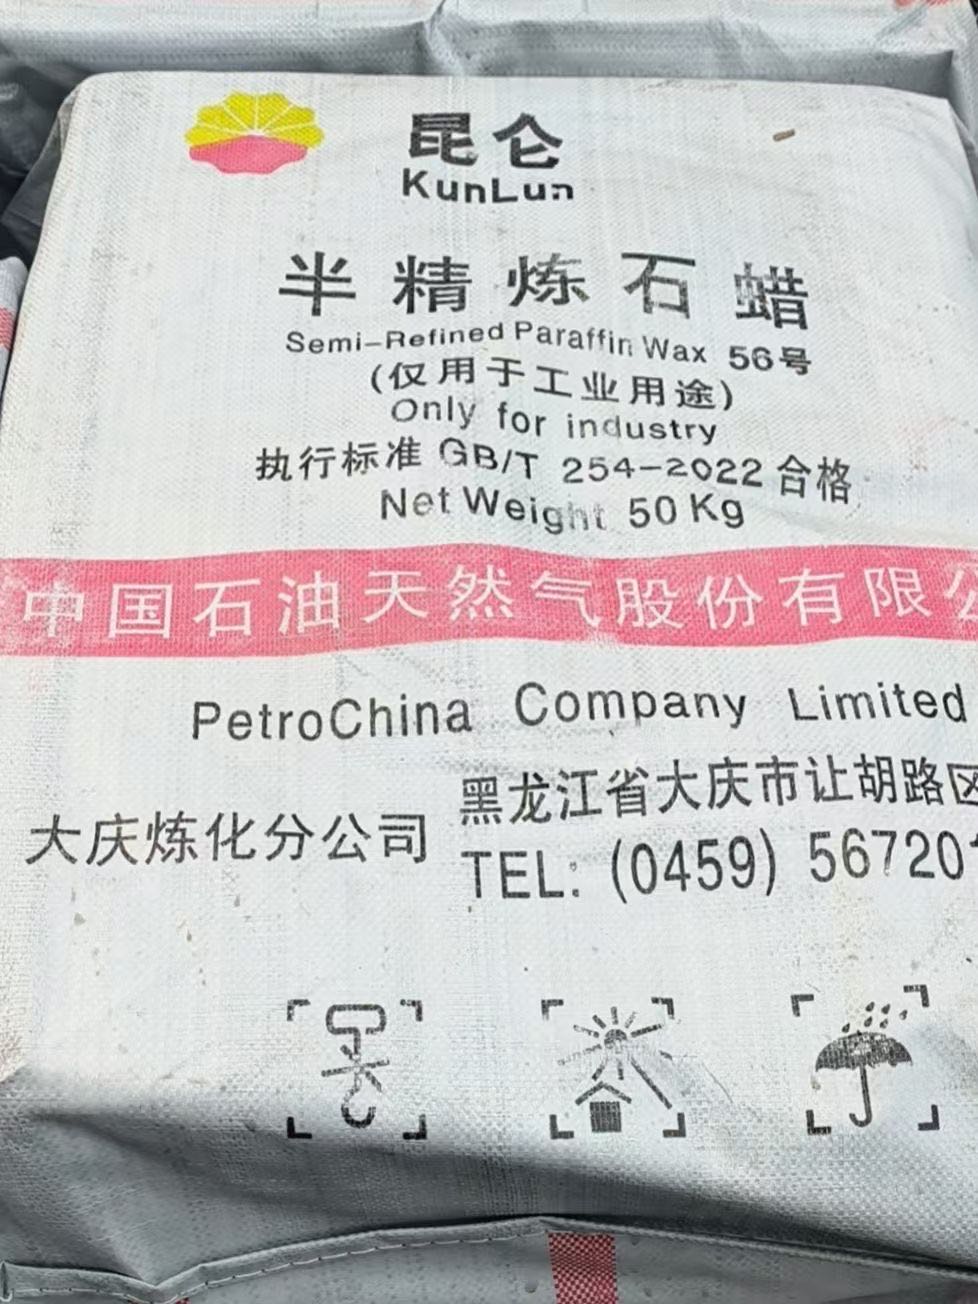 昆仑
KunLun
半精炼石蜡
Semi-Refined Paraffin Wax 56号
(仅用于工业用途)
Only for industry
执行标准 GB/T 254-2022 合格
Net Weight 50 Kg
中国石油天然气股份有限公
PetroChina Company Limited
大庆炼化分公司
黑龙江省大庆市让胡路区
TEL: (0459) 567201